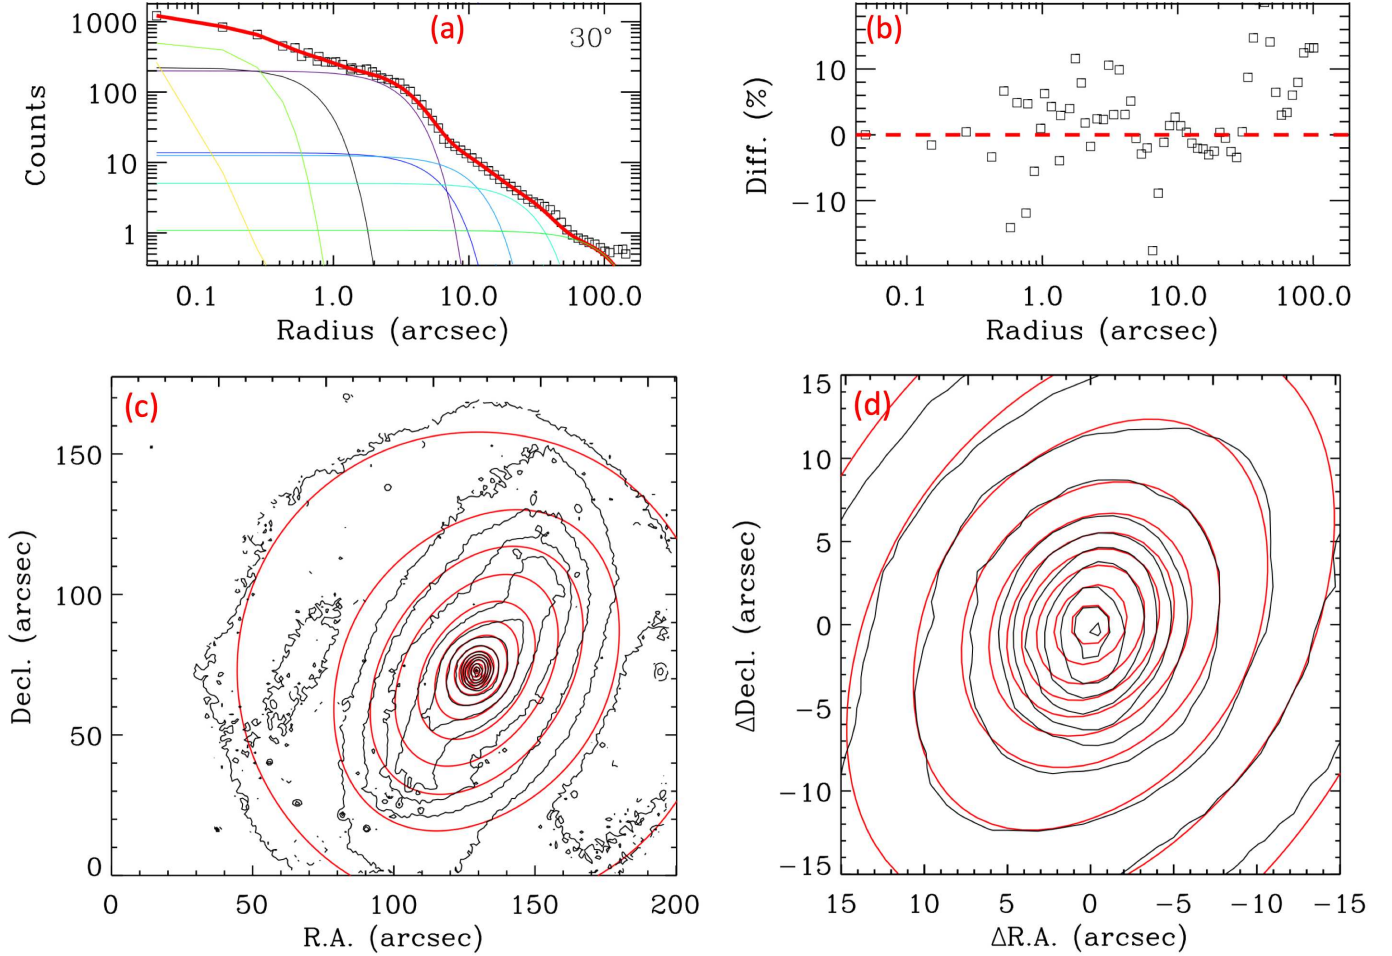 (a)
30°
1000
100
10
1
Counts
0.1 1.0 10.0 100.0
Radius (arcsec)
(b)
10
0
−10
Diff. (%)
0.1 1.0 10.0 100.0
Radius (arcsec)
(c)
150
100
50
0
Decl. (arcsec)
0 50 100 150 200
R.A. (arcsec)
(d)
15
10
5
0
−5
−10
−15
ΔDecl. (arcsec)
15 10 5 0 −5 −10 −15
ΔR.A. (arcsec)